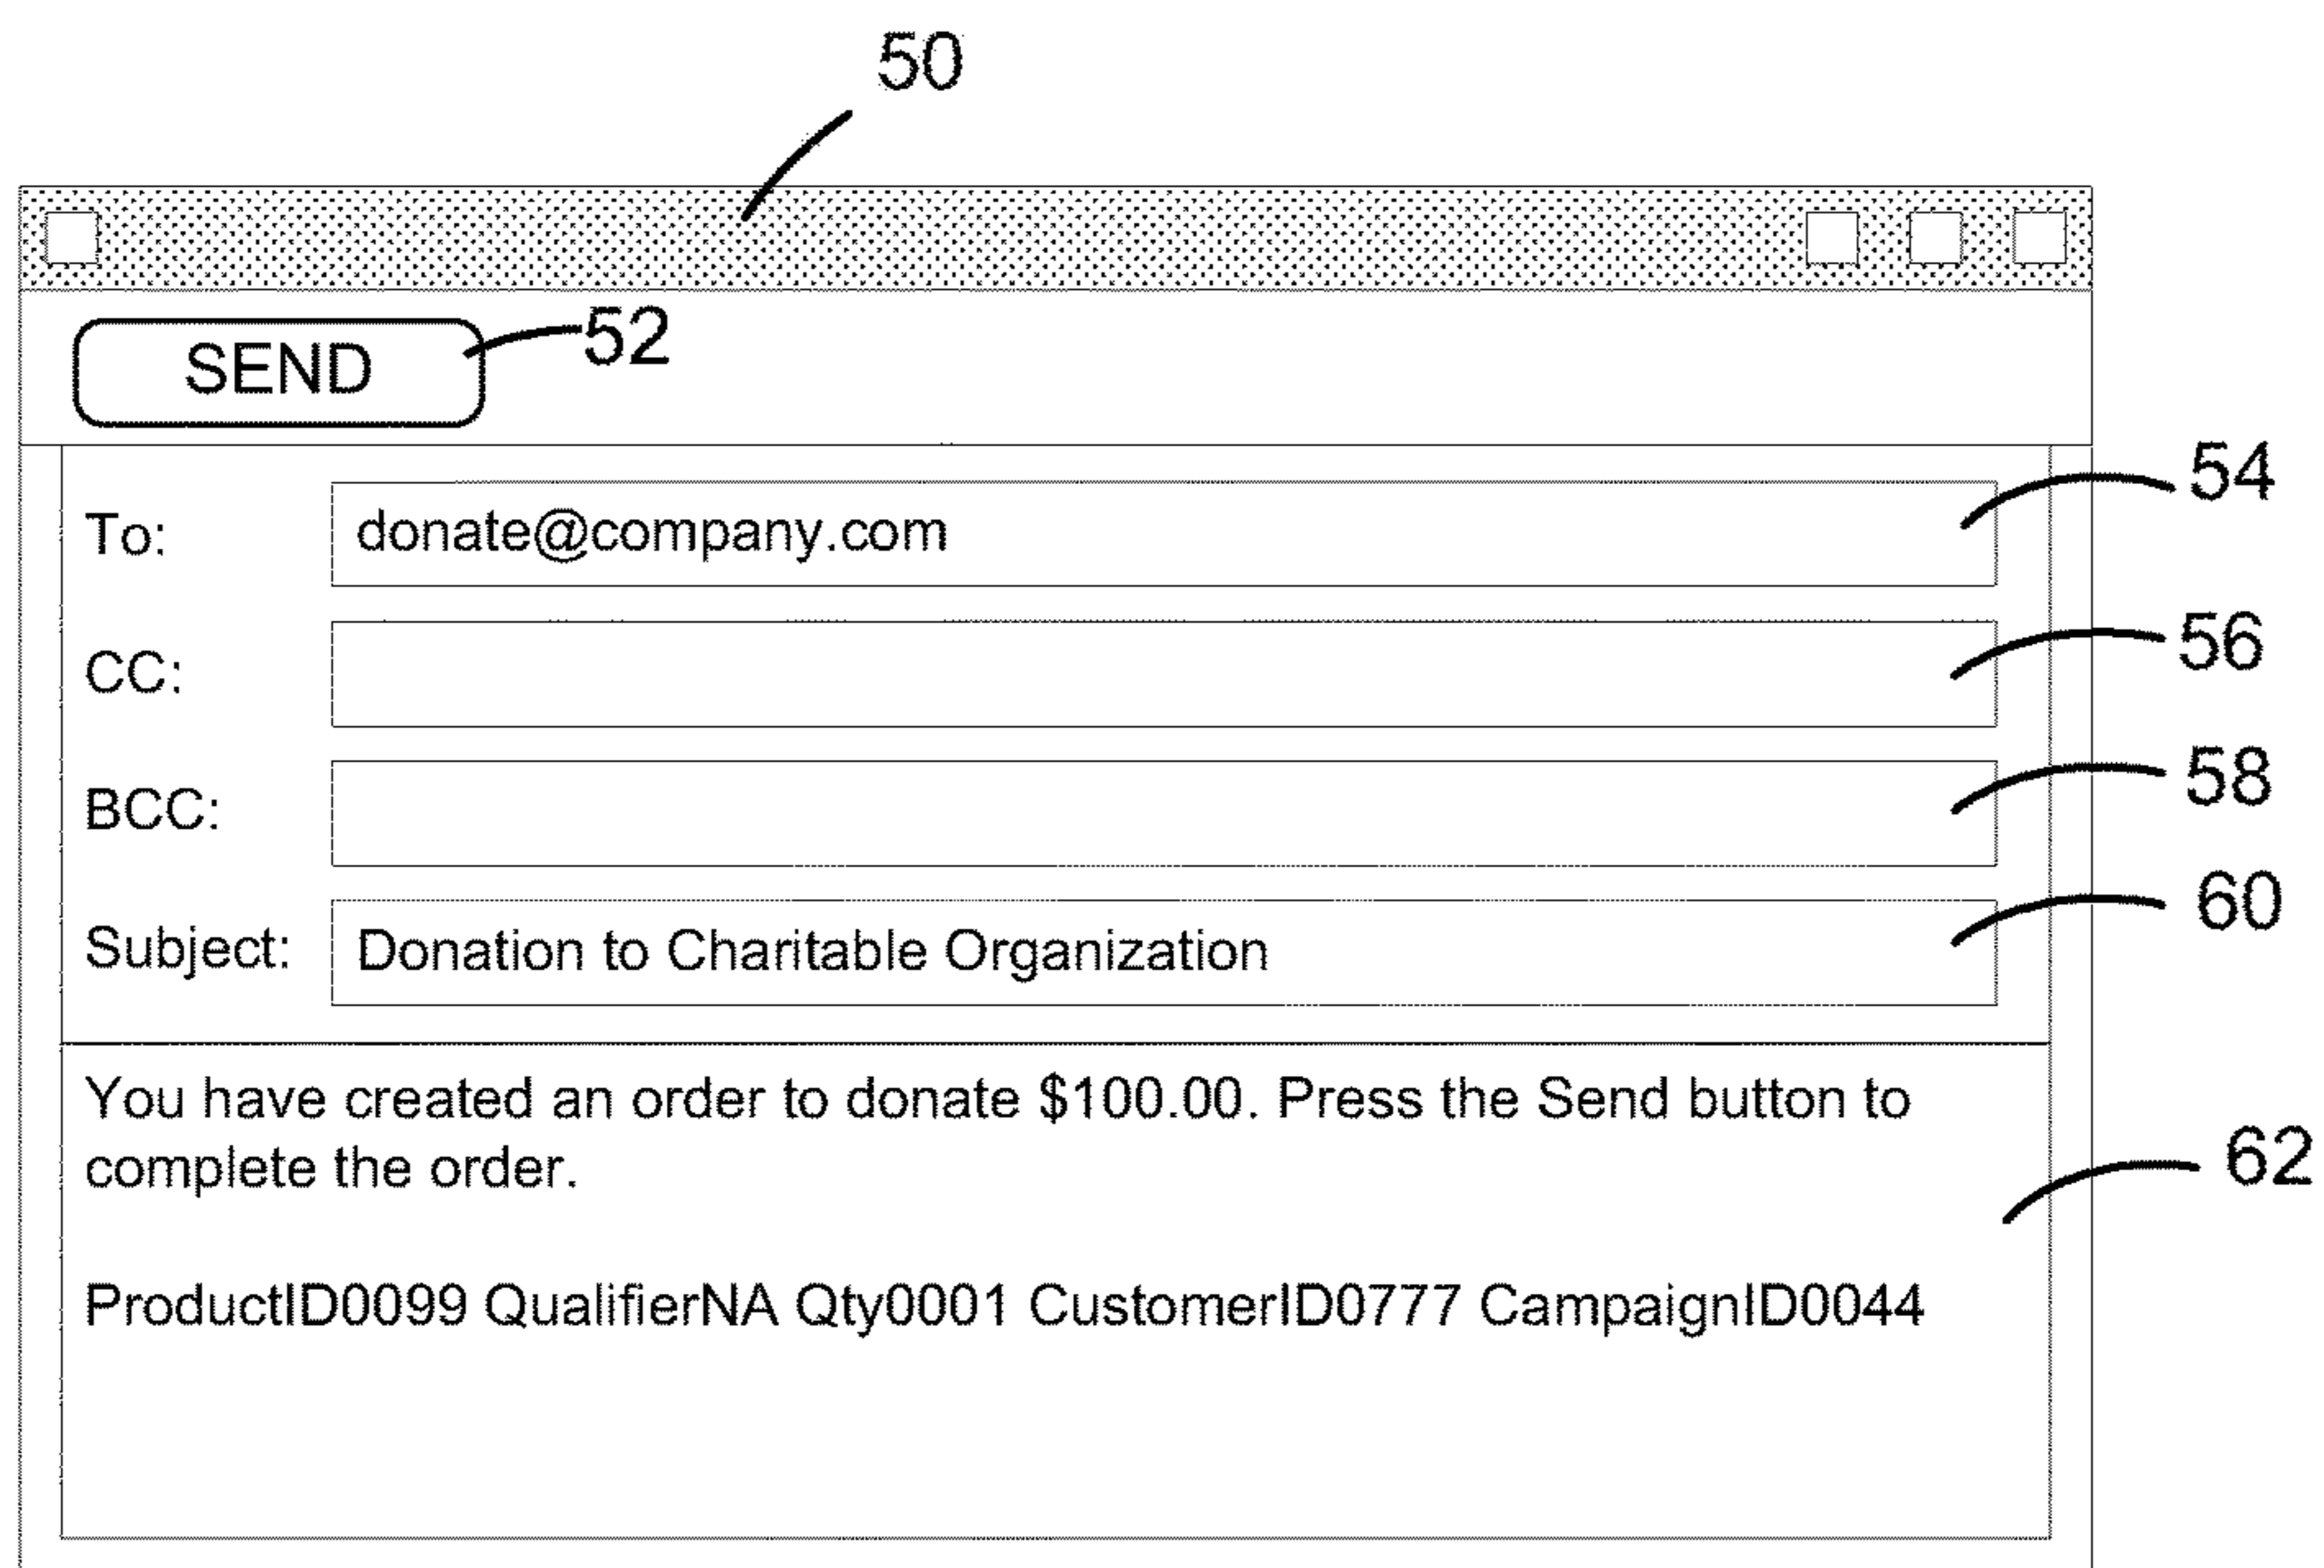 50
SEND
52
To: donate@company.com
54
CC:
56
BCC:
58
Subject: Donation to Charitable Organization
60
You have created an order to donate $100.00. Press the Send button to
complete the order.
62
ProductID0099 QualifierNA Qty0001 CustomerID0777 CampaignID0044